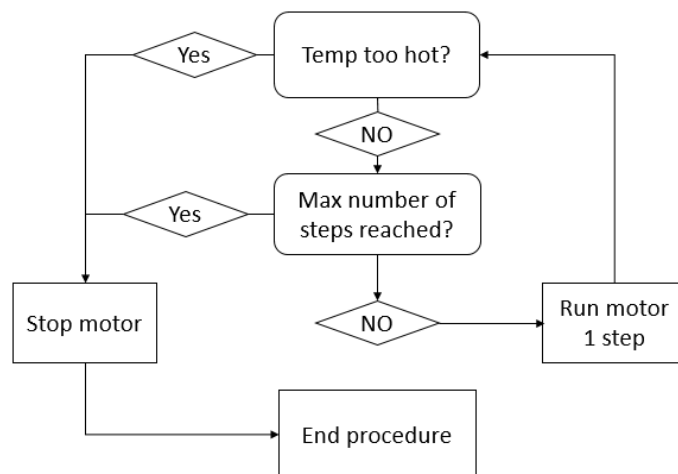 Yes
Temp too hot?
NO
Yes
Max number of
steps reached?
Stop motor
NO
Run motor
1 step
End procedure